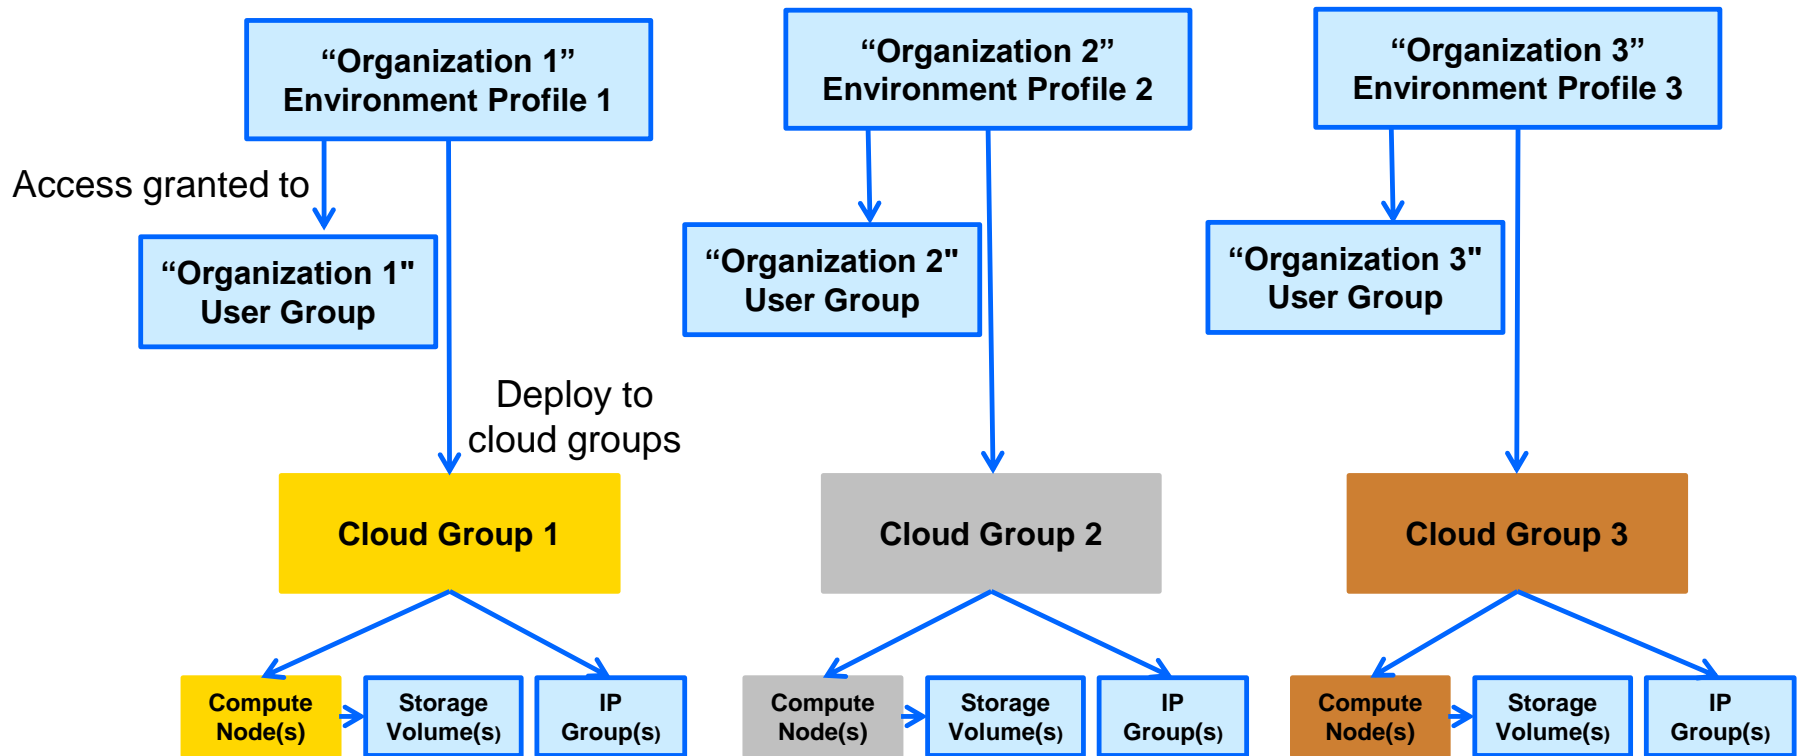 “Organization 1”
Environment Profile 1
“Organization 2”
Environment Profile 2
“Organization 3”
Environment Profile 3
Access granted to
“Organization 1"
User Group
“Organization 2"
User Group
“Organization 3"
User Group
Deploy to
cloud groups
Cloud Group 1
Cloud Group 2
Cloud Group 3
Compute
Node(s)
Storage
Volume(s)
IP
Group(s)
Compute
Node(s)
Storage
Volume(s)
IP
Group(s)
Compute
Node(s)
Storage
Volume(s)
IP
Group(s)